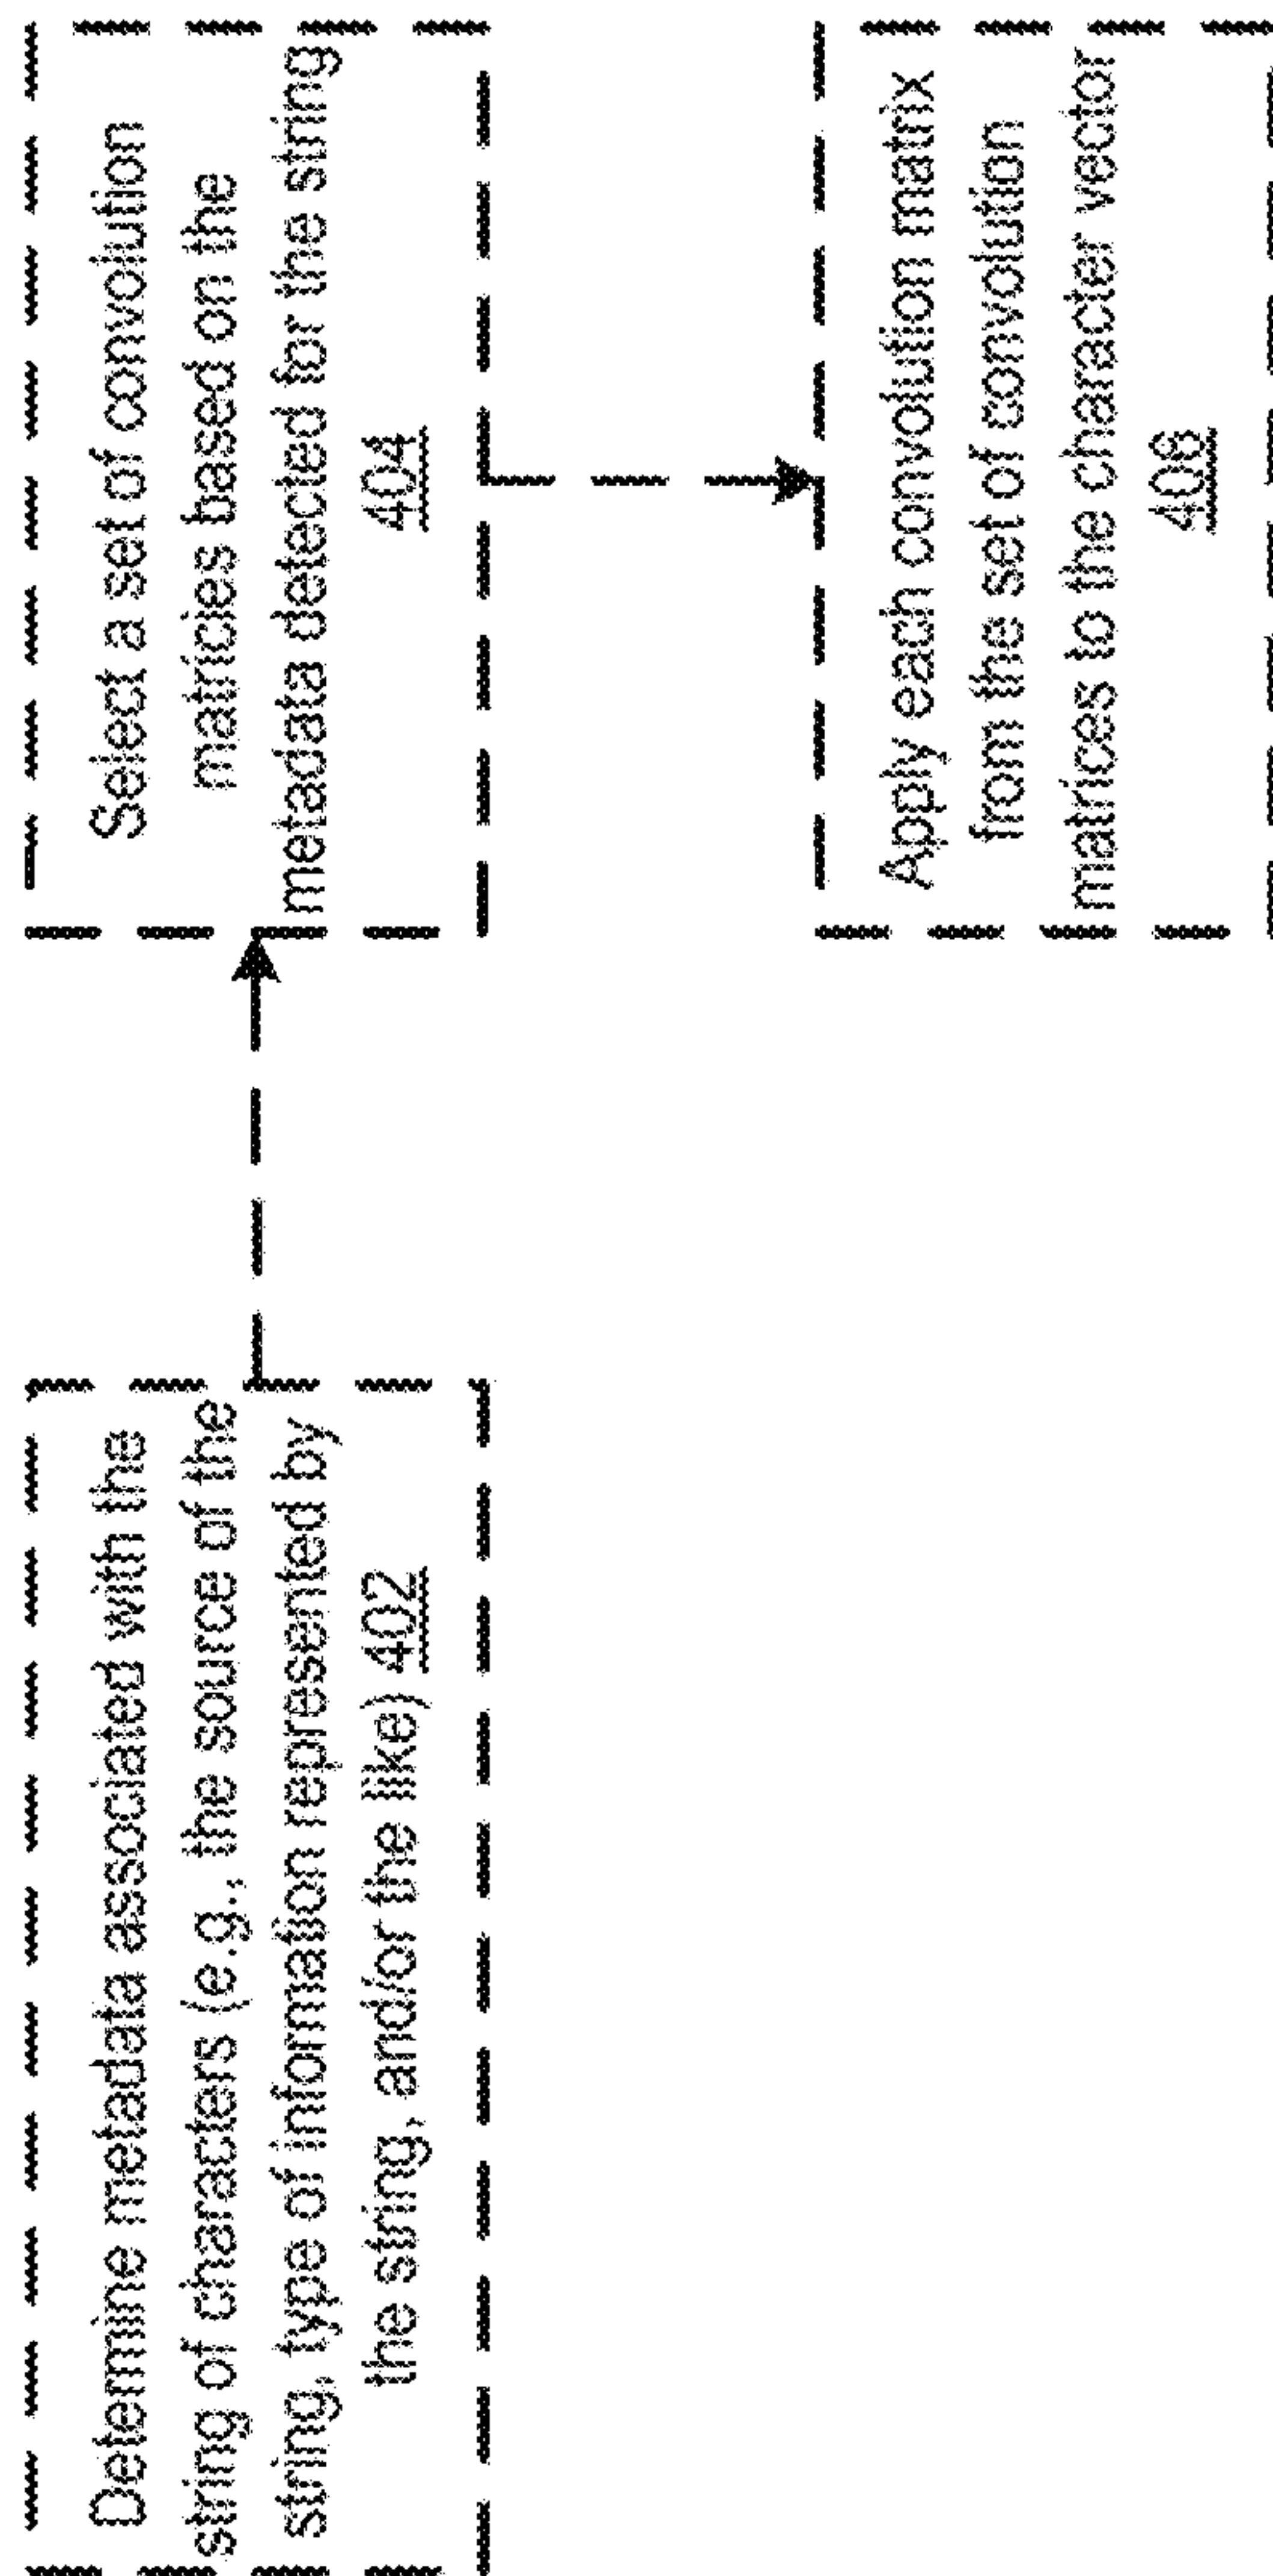 Determine metadata associated with the
string of characters (e.g., the source of the
string, type of information represented by
the string, and/or the like) 402
Select a set of convolution
matricies based on the
metadata detected for the string
404
Apply each convolution matrix
from the set of convolution
matrices to the character vector
406